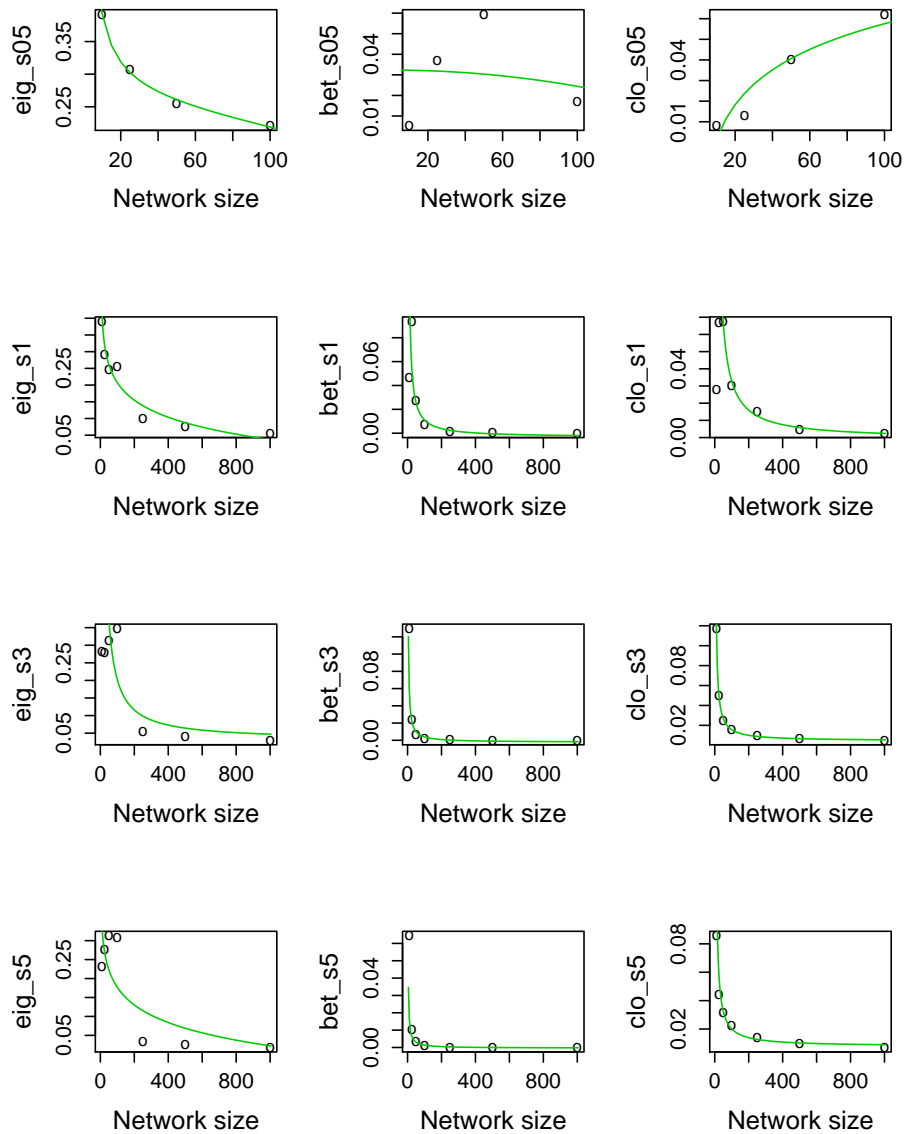 eig_s05
0.25 0.35
20 60 100
Network size
bet_s05
0.01 0.04
20 60 100
Network size
clo_s05
0.01 0.04
20 60 100
Network size
eig_s1
0.05 0.25
0 400 800
Network size
bet_s1
0.00 0.06
0 400 800
Network size
clo_s1
0.00 0.04
0 400 800
Network size
eig_s3
0.05 0.25
0 400 800
Network size
bet_s3
0.00 0.08
0 400 800
Network size
clo_s3
0.02 0.08
0 400 800
Network size
eig_s5
0.05 0.25
0 400 800
Network size
bet_s5
0.00 0.04
0 400 800
Network size
clo_s5
0.02 0.08
0 400 800
Network size